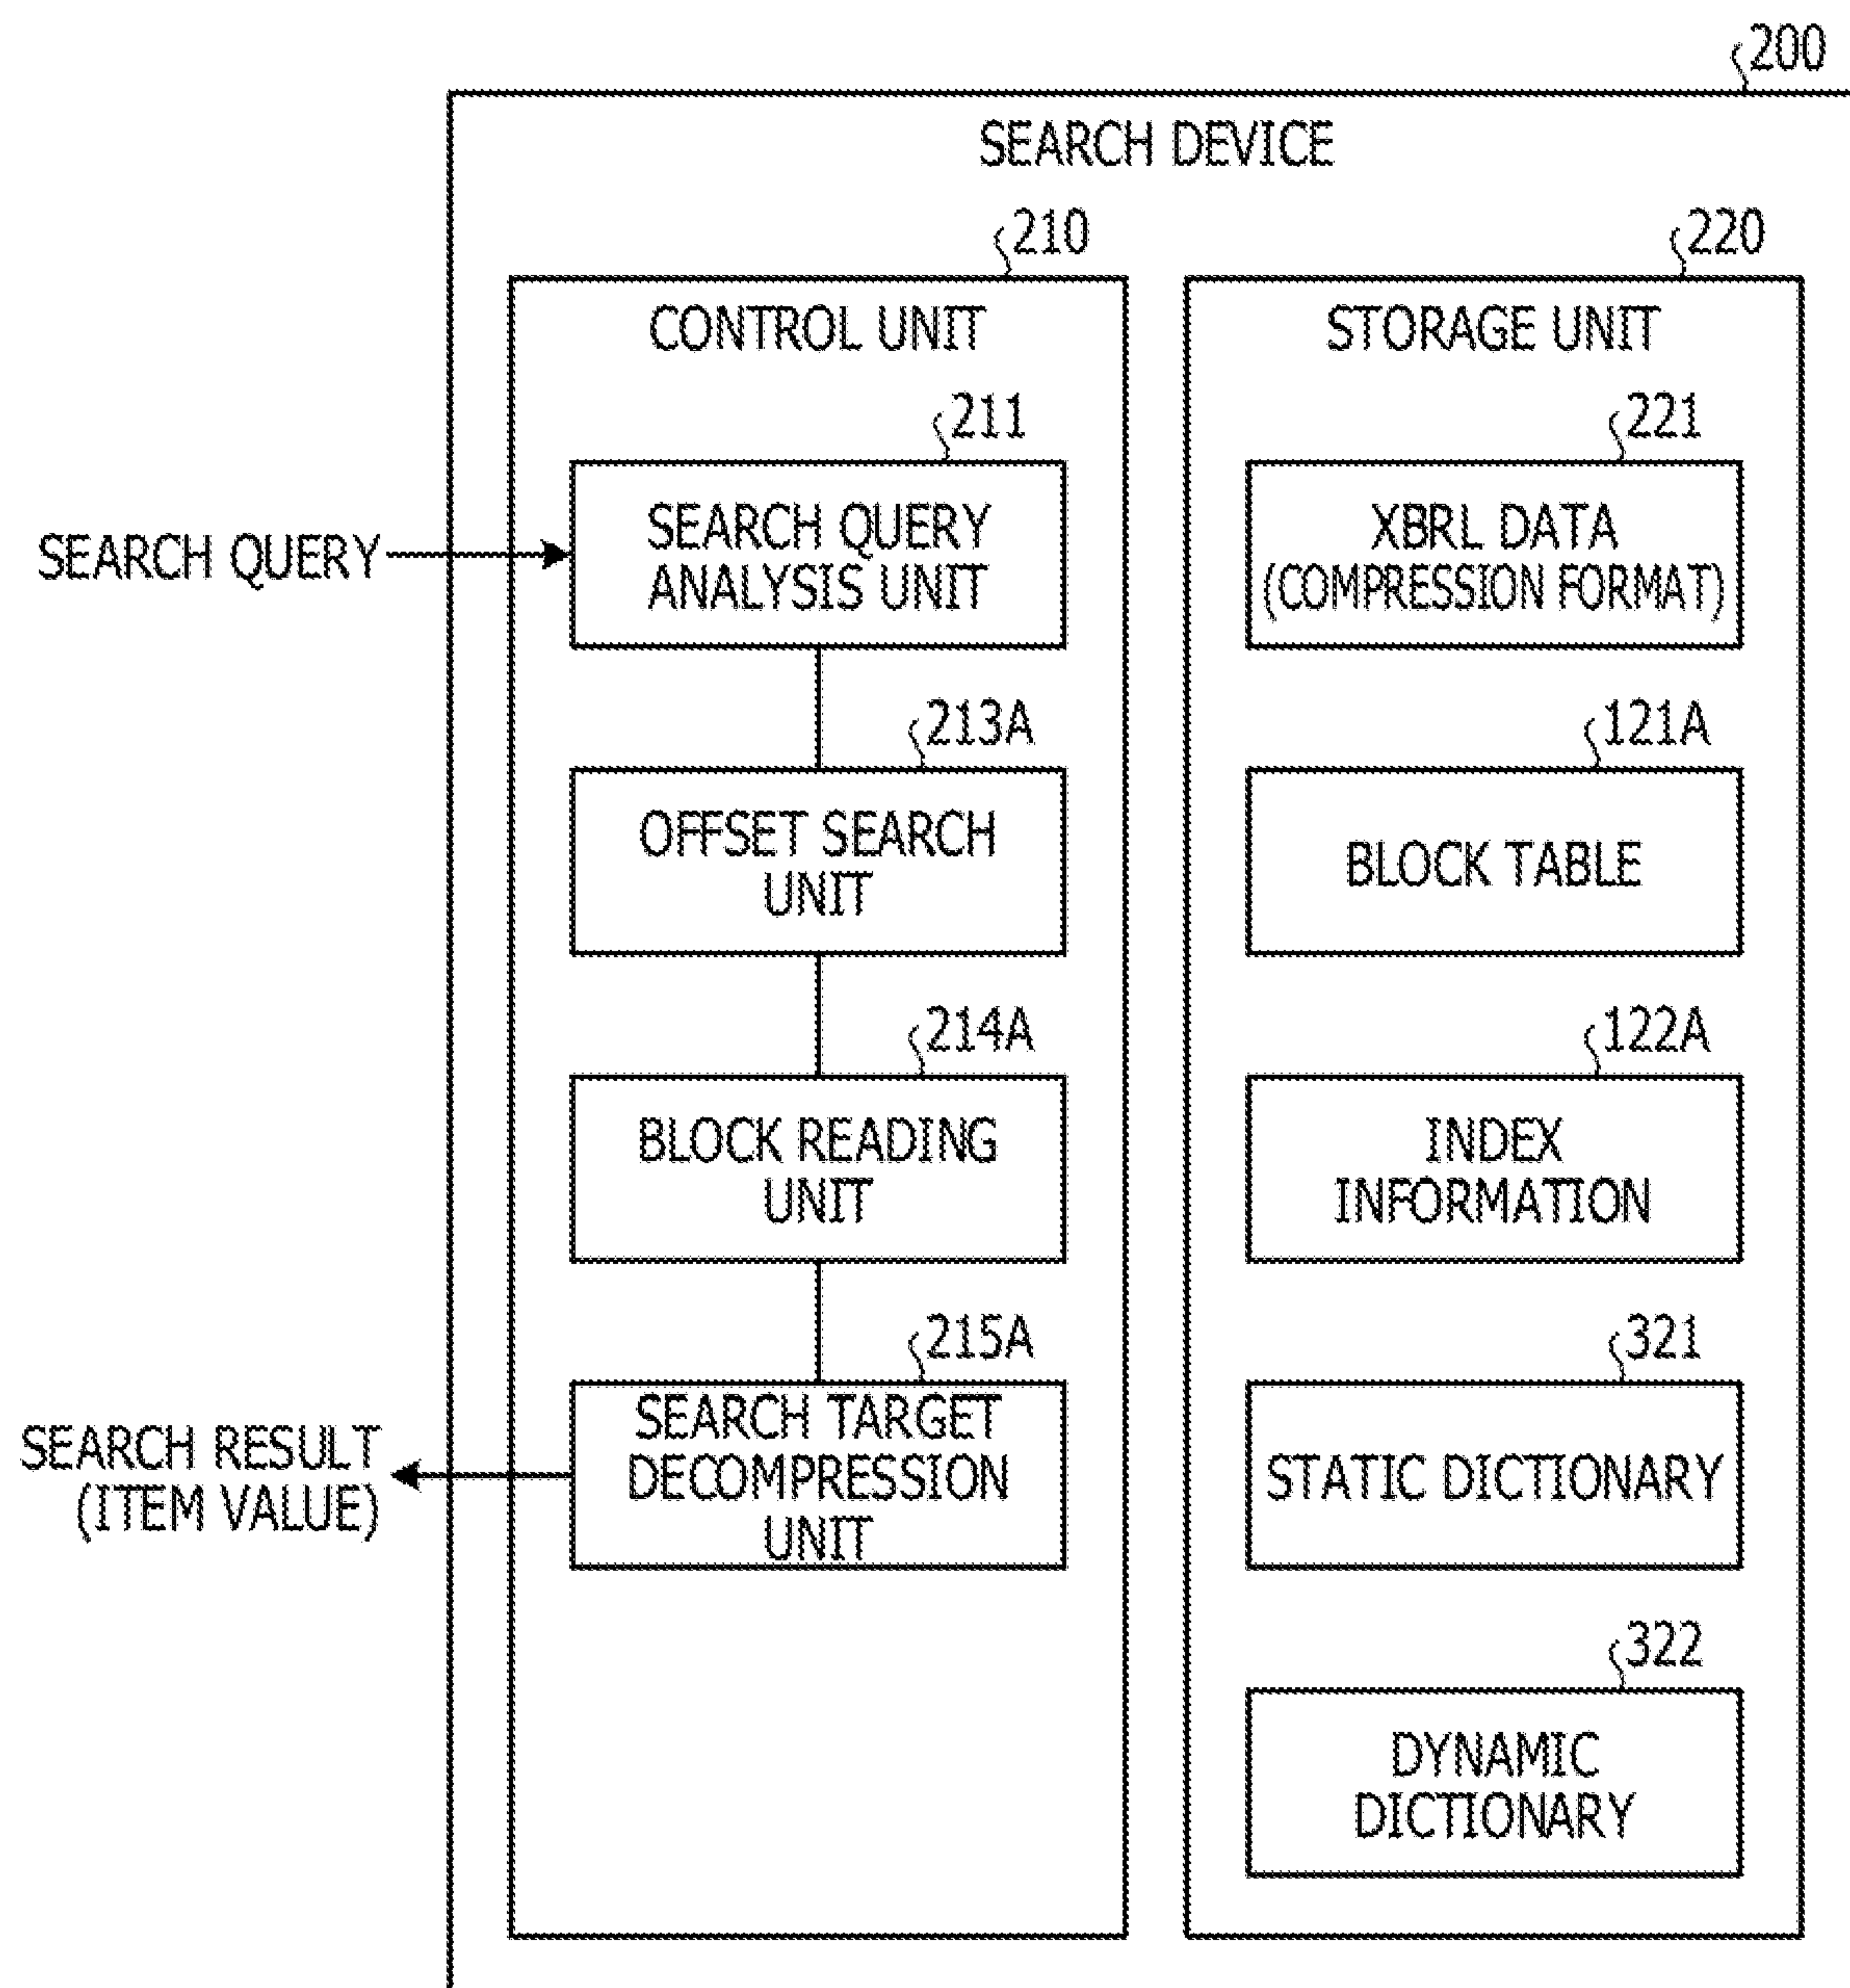 200
SEARCH DEVICE
210
220
CONTROL UNIT
STORAGE UNIT
211
221
SEARCH QUERY
SEARCH QUERY
ANALYSIS UNIT
XBRL DATA
(COMPRESSION FORMAT)
213A
121A
OFFSET SEARCH
UNIT
BLOCK TABLE
214A
122A
BLOCK READING
UNIT
INDEX
INFORMATION
215A
321
SEARCH RESULT
(ITEM VALUE)
SEARCH TARGET
DECOMPRESSION
UNIT
STATIC DICTIONARY
322
DYNAMIC
DICTIONARY